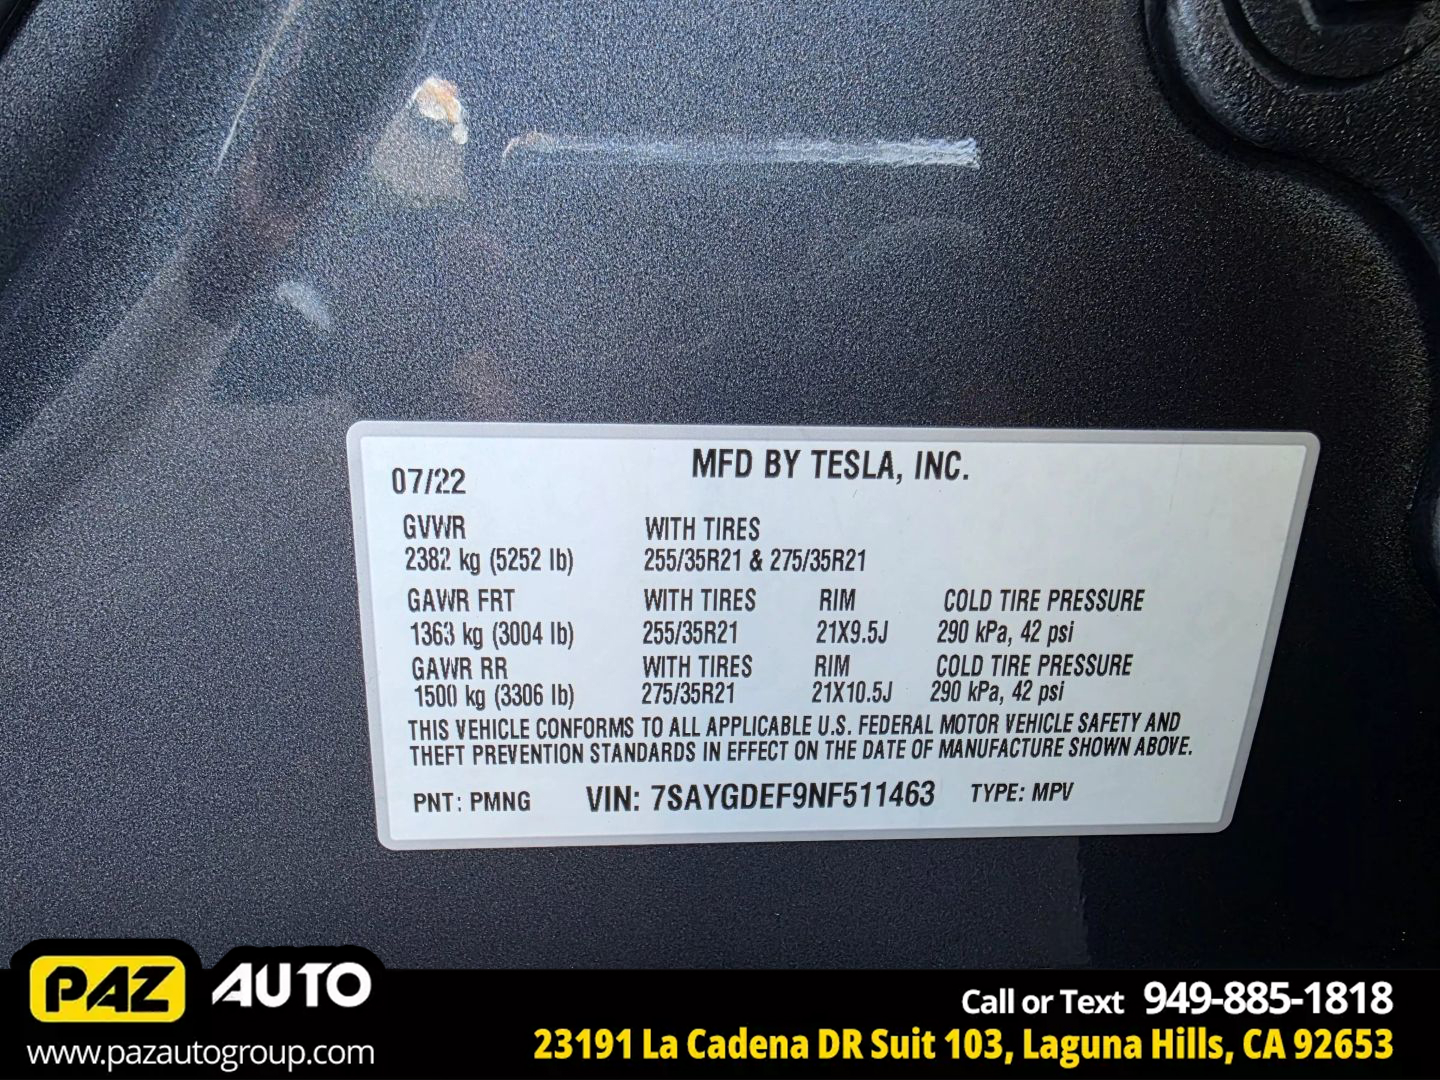 07/22
MFD BY TESLA, INC.
GVWR WITH TIRES
2382 kg (5252 lb) 255/35R21 & 275/35R21
GAWR FRT WITH TIRES RIM COLD TIRE PRESSURE
1363 kg (3004 lb) 255/35R21 21X9.5J 290 kPa, 42 psi
GAWR RR WITH TIRES RIM COLD TIRE PRESSURE
1500 kg (3306 lb) 275/35R21 21X10.5J 290 kPa, 42 psi
THIS VEHICLE CONFORMS TO ALL APPLICABLE U.S. FEDERAL MOTOR VEHICLE SAFETY AND
THEFT PREVENTION STANDARDS IN EFFECT ON THE DATE OF MANUFACTURE SHOWN ABOVE.
PNT: PMNG VIN: 7SAYGDEF9NF511463 TYPE: MPV
PAZ AUTO
www.pazautogroup.com
Call or Text 949-885-1818
23191 La Cadena DR Suit 103, Laguna Hills, CA 92653